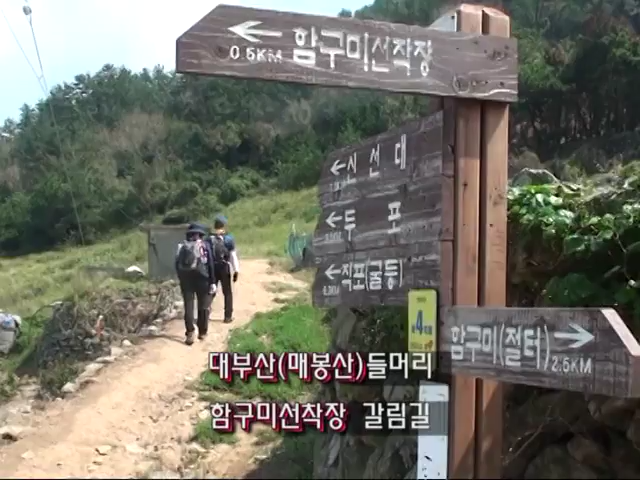 0.5KM 함구미선착장
신선대
두포
직포(굴등)
4
함구미(절터)
2.5KM
대부산(매봉산)들머리
함구미선착장 갈림길